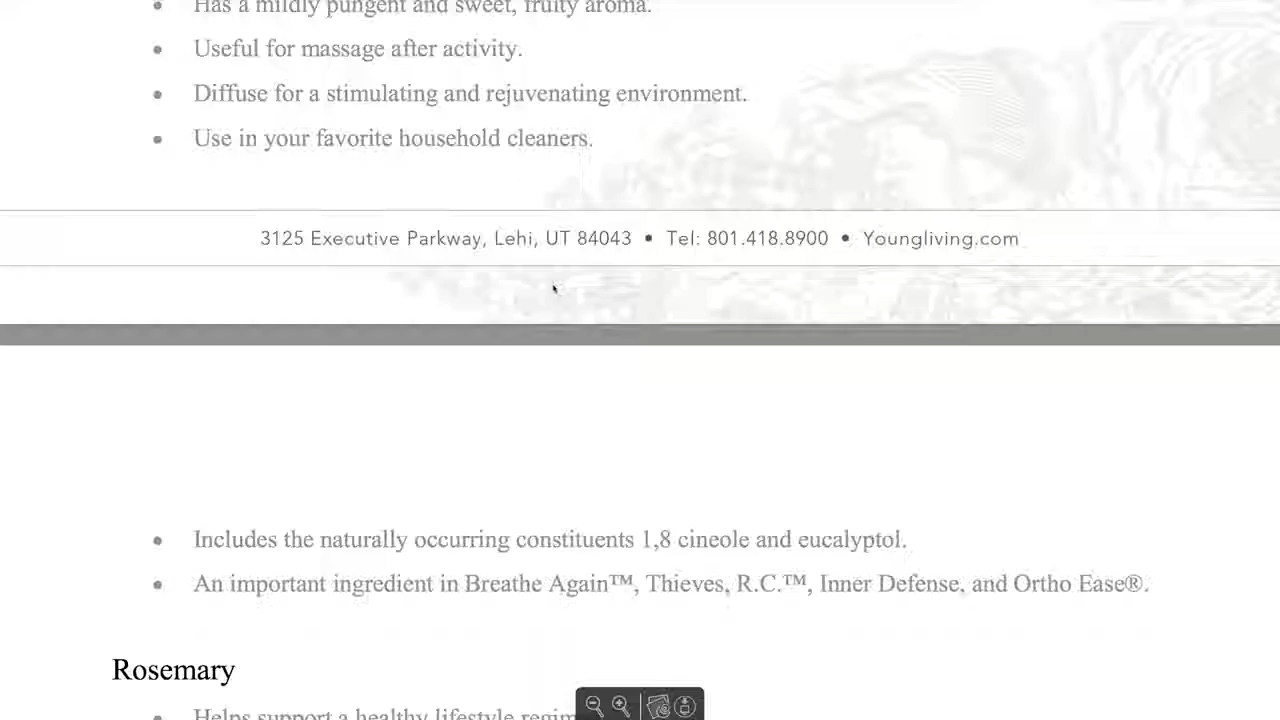 Has a mildly pungent and sweet, fruity aroma.
Useful for massage after activity.
Diffuse for a stimulating and rejuvenating environment.
Use in your favorite household cleaners.
3125 Executive Parkway, Lehi, UT 84043 • Tel: 801.418.8900 • Youngliving.com
Includes the naturally occurring constituents 1,8 cineole and eucalyptol.
An important ingredient in Breathe Again™, Thieves, R.C.™, Inner Defense, and Ortho Ease®.
Rosemary
Helps support a healthy lifestyle